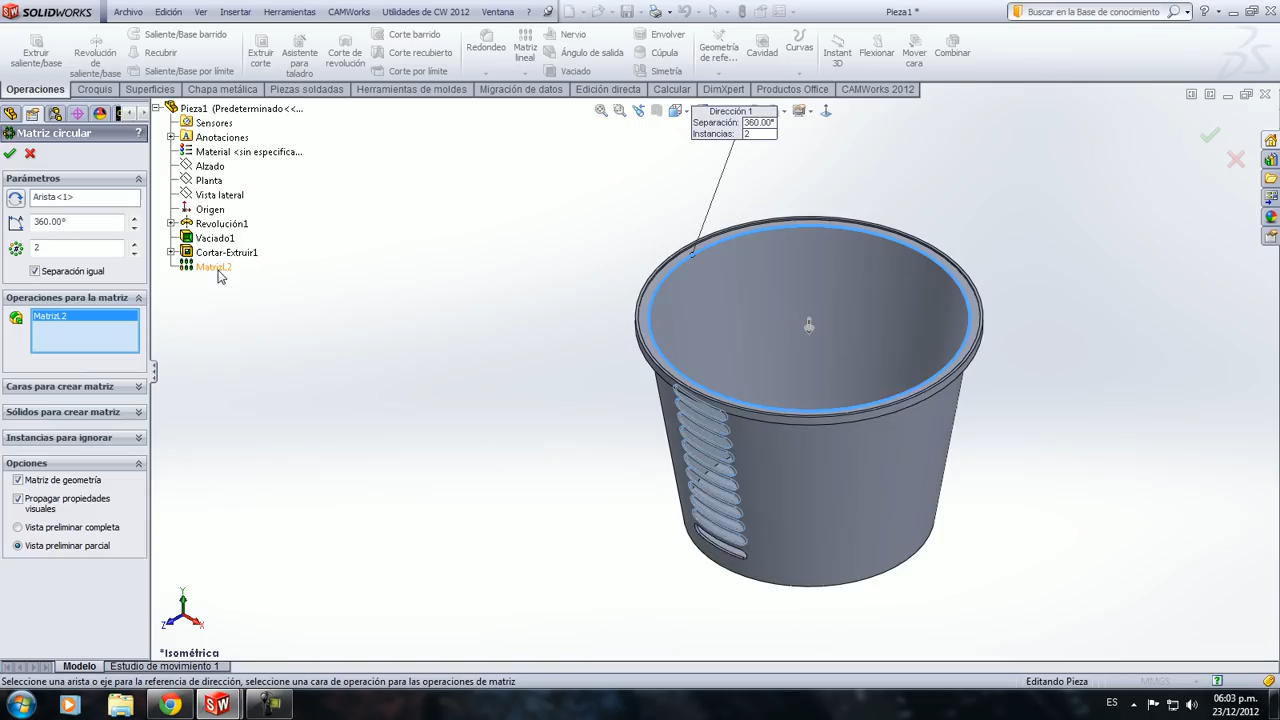 SOLIDWORKS Archivo Edición Ver Insertar Herramientas CAMWorks Utilidades de CW 2012 Ventana ? Pieza1 * Buscar en la Base de conocimiento ?
Extruir saliente/base
Revolución de saliente/base
Saliente/Base barrido
Recubrir
Saliente/Base por límite
Extruir corte
Asistente para taladro
Corte de revolución
Corte barrido
Corte recubierto
Corte por límite
Redondeo
Matriz lineal
Nervio
Ángulo de salida
Vaciado
Envolver
Cúpula
Simetría
Geometría de refe...
Cavidad
Curvas
Instant 3D
Flexionar
Mover cara
Combinar
Operaciones Croquis Superficies Chapa metálica Piezas soldadas Herramientas de moldes Migración de datos Edición directa Calcular DimXpert Productos Office CAMWorks 2012
Matriz circular
Parámetros
Arista<1>
360.00°
2
Separación igual
Operaciones para la matriz
MatrizL2
Caras para crear matriz
Sólidos para crear matriz
Instancias para ignorar
Opciones
Matriz de geometría
Propagar propiedades
visuales
Vista preliminar completa
Vista preliminar parcial
Pieza1 (Predeterminado<<...
Sensores
Anotaciones
Material <sin especifica...
Alzado
Planta
Vista lateral
Origen
Revolución1
Vaciado1
Cortar-Extruir1
MatrizL2
Dirección 1
Separación: 360.00°
Instancias: 2
Y
Z
X
*Isométrica
Modelo Estudio de movimiento 1
Seleccione una arista o eje para la referencia de dirección, seleccione una cara de operación para las operaciones de matriz Editando Pieza MMGS
ES 06:03 p.m.
23/12/2012